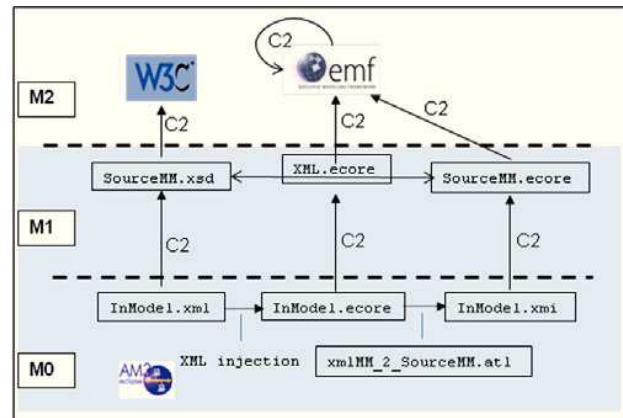 C2
W3C
emf
M2
C2
C2
C2
SourceMM.xsd
XML.ecore
SourceMM.ecore
M1
C2
C2
C2
InModel.xml
InModel.ecore
InModel.xmi
M0
AM3
XML injection
xmlMM_2_SourceMM.atl